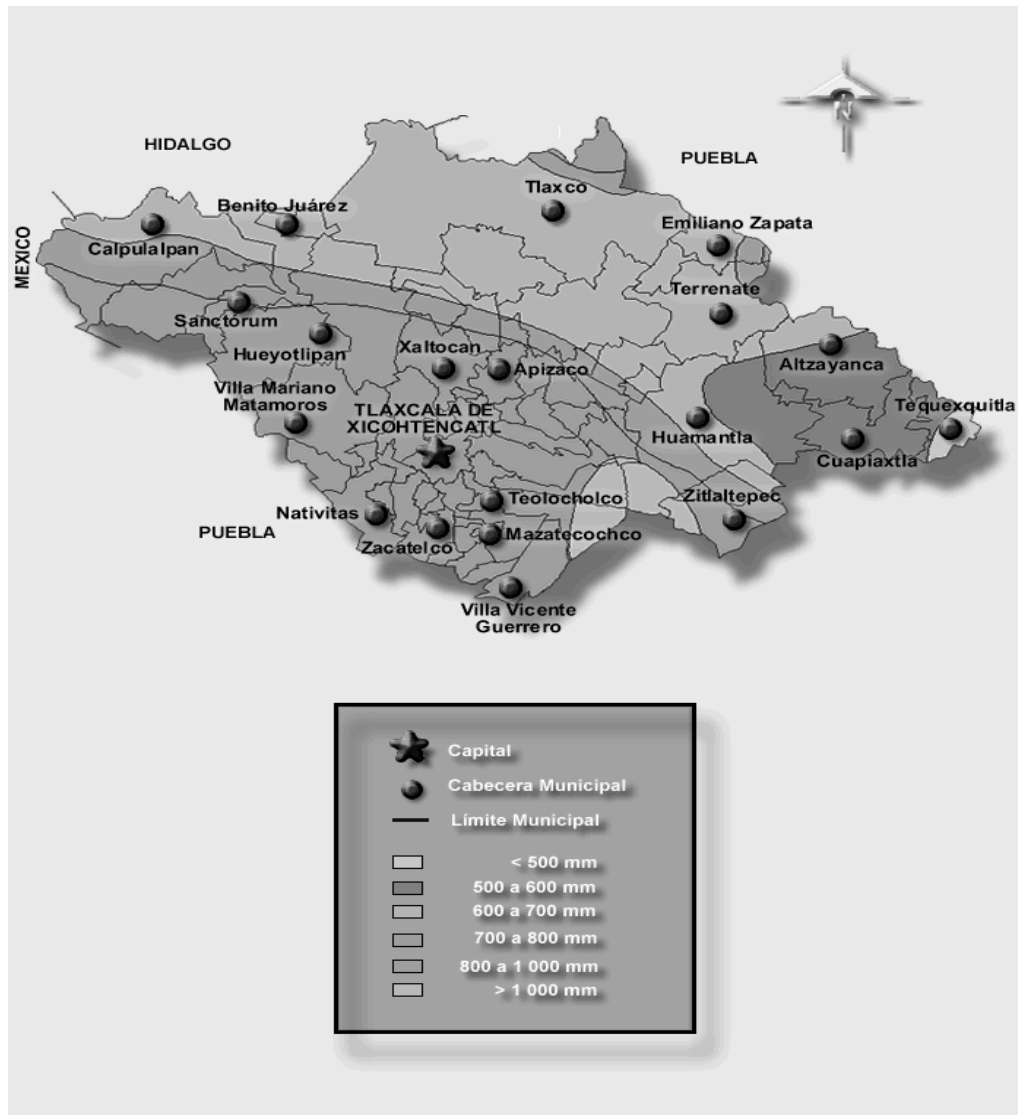 N
HIDALGO
PUEBLA
MEXICO
Tlaxco
Benito Juárez
Emiliano Zapata
Calpulalpan
Terrenate
Sanctórum
Hueyotlipan
Xaltocan
Apizaco
Altzayanca
Villa Mariano
Matamoros
TLAXCALA DE
XICOHTENCATL
Tequexquitla
Huamantla
Cuapiaxtla
Nativitas
Teolocholco
Zitlaltepec
PUEBLA
Zacatelco
Mazatecochco
Villa Vicente
Guerrero
Capital
Cabecera Municipal
Límite Municipal
< 500 mm
500 a 600 mm
600 a 700 mm
700 a 800 mm
800 a 1 000 mm
> 1 000 mm